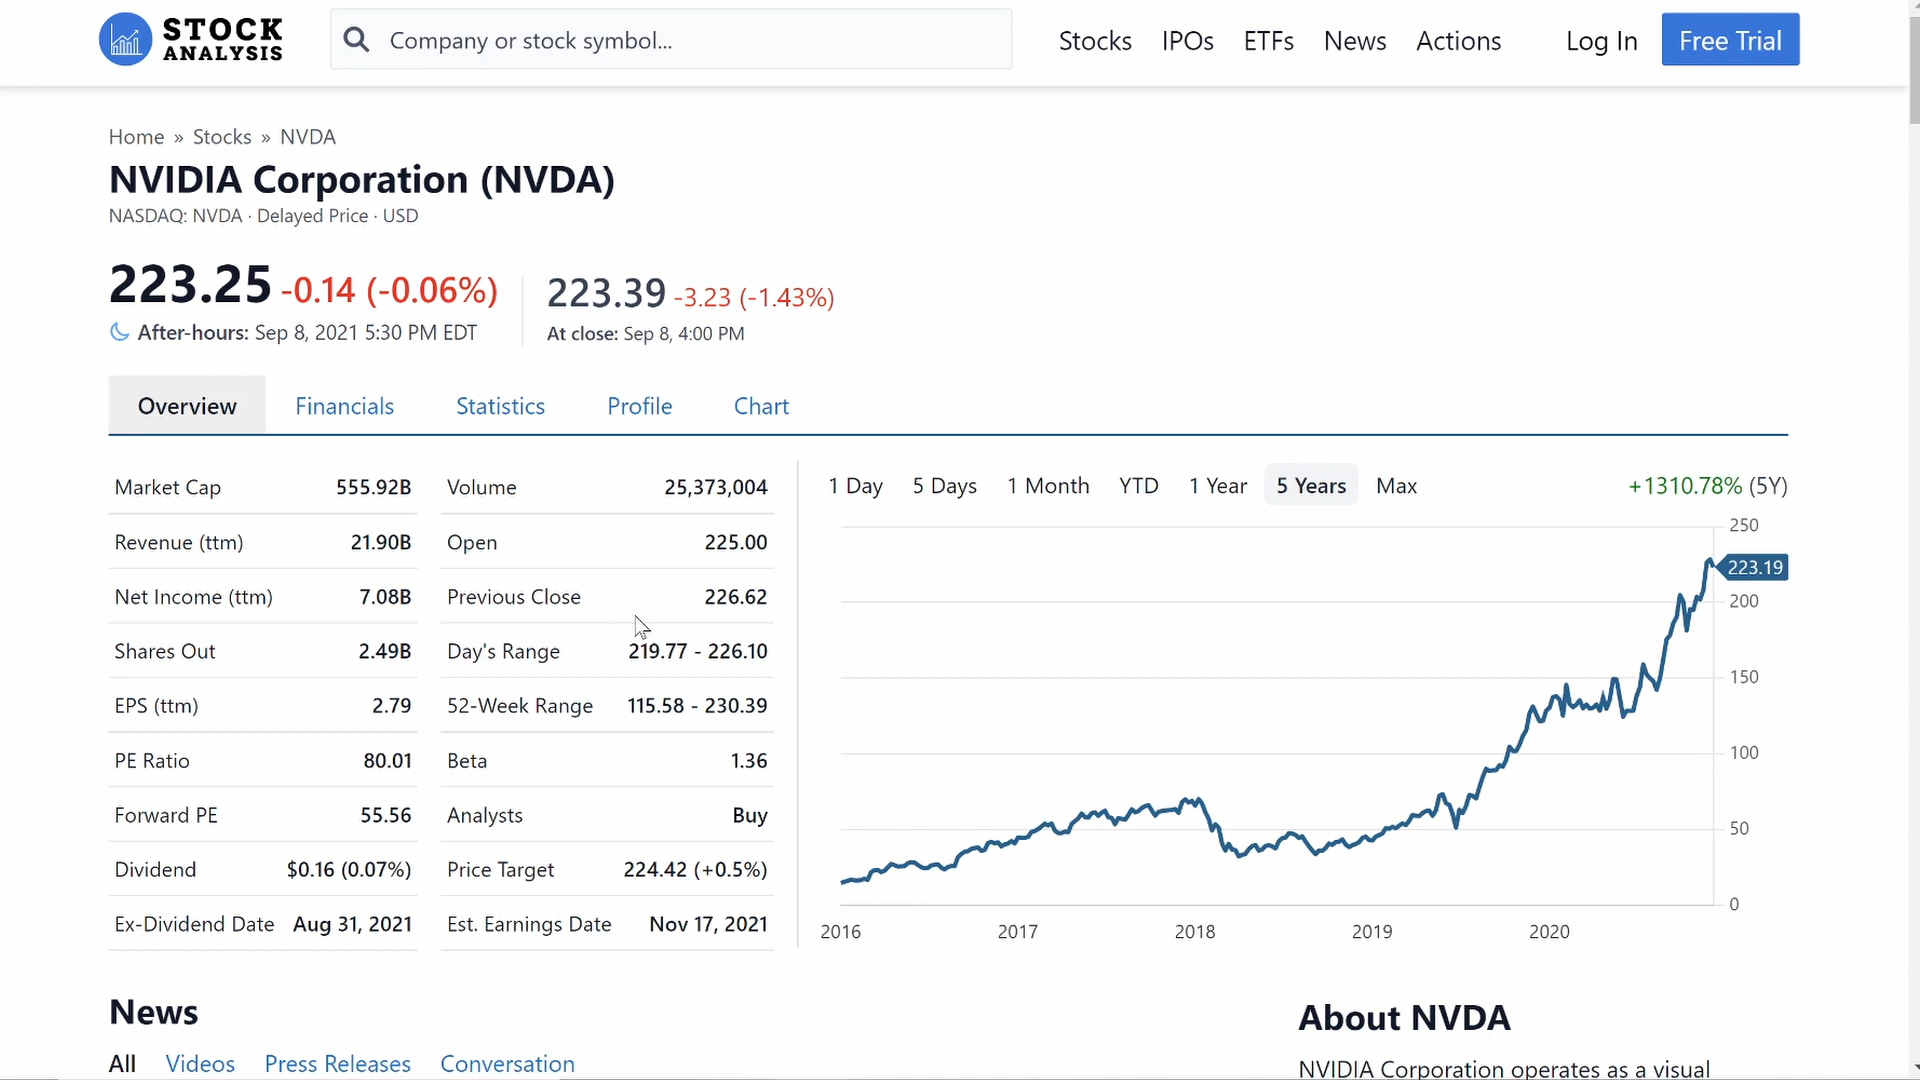 STOCK
ANALYSIS
Company or stock symbol...
Stocks IPOs ETFs News Actions Log In Free Trial
Home » Stocks » NVDA
NVIDIA Corporation (NVDA)
NASDAQ: NVDA · Delayed Price · USD
223.25 -0.14 (-0.06%) 223.39 -3.23 (-1.43%)
After-hours: Sep 8, 2021 5:30 PM EDT At close: Sep 8, 4:00 PM
Overview Financials Statistics Profile Chart
Market Cap 555.92B Volume 25,373,004
Revenue (ttm) 21.90B Open 225.00
Net Income (ttm) 7.08B Previous Close 226.62
Shares Out 2.49B Day's Range 219.77 - 226.10
EPS (ttm) 2.79 52-Week Range 115.58 - 230.39
PE Ratio 80.01 Beta 1.36
Forward PE 55.56 Analysts Buy
Dividend $0.16 (0.07%) Price Target 224.42 (+0.5%)
Ex-Dividend Date Aug 31, 2021 Est. Earnings Date Nov 17, 2021
1 Day 5 Days 1 Month YTD 1 Year 5 Years Max +1310.78% (5Y)
250
223.19
200
150
100
50
0
2016 2017 2018 2019 2020
News
All Videos Press Releases Conversation
About NVDA
NVIDIA Corporation operates as a visual